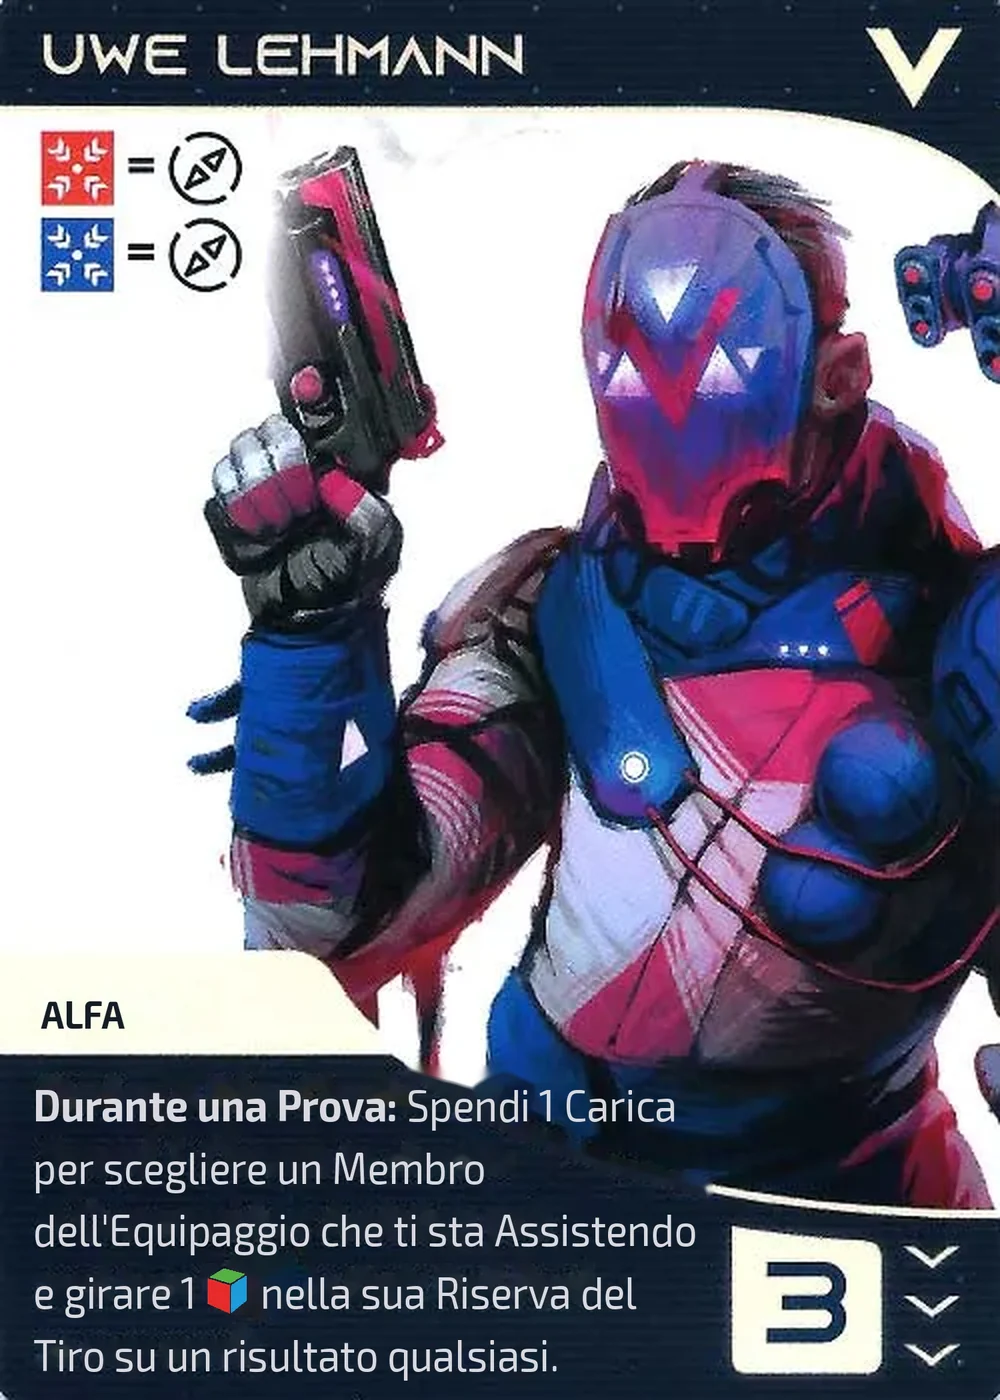 UWE LEHMANN
=
=
ALFA
Durante una Prova: Spendi 1 Carica
per scegliere un Membro
dell'Equipaggio che ti sta Assistendo
e girare 1 nella sua Riserva del
Tiro su un risultato qualsiasi.
3